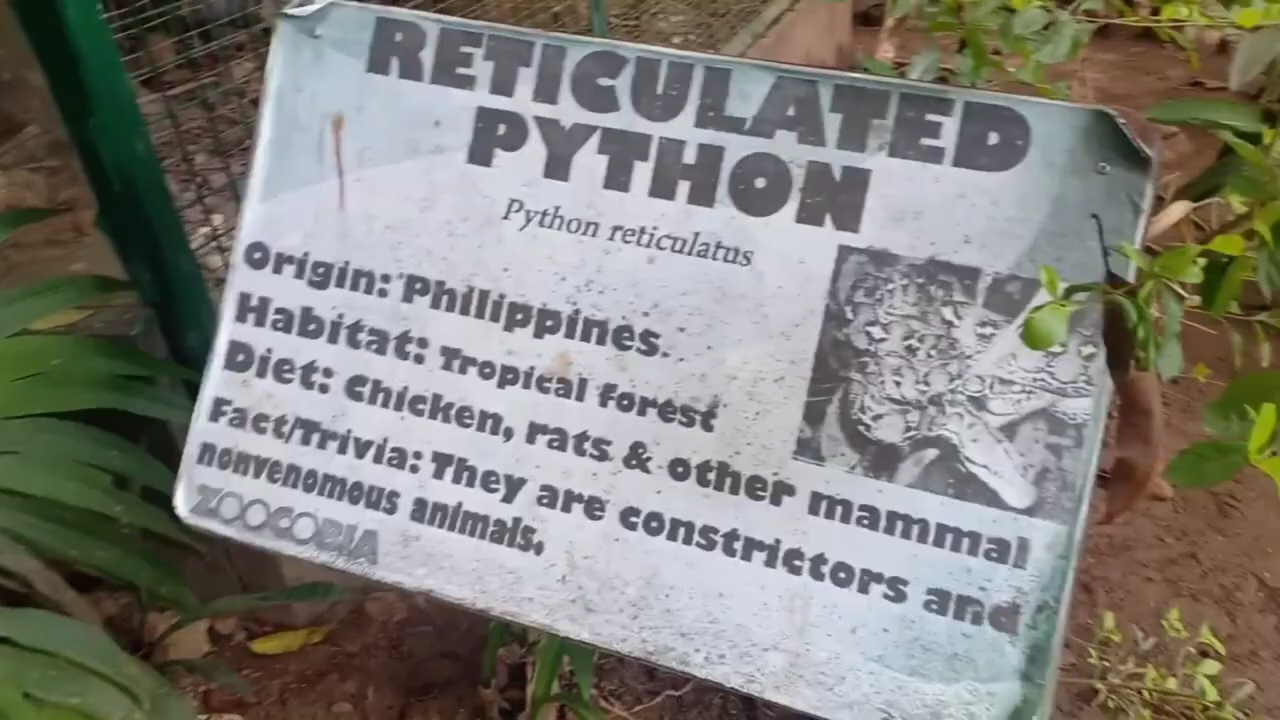 RETICULATED
PYTHON
Python reticulatus
Origin: Philippines.
Habitat: Tropical forest
Diet: Chicken, rats & other mammal
Fact/Trivia: They are constrictors and
nonvenomous animals.
ZOOCOBIA